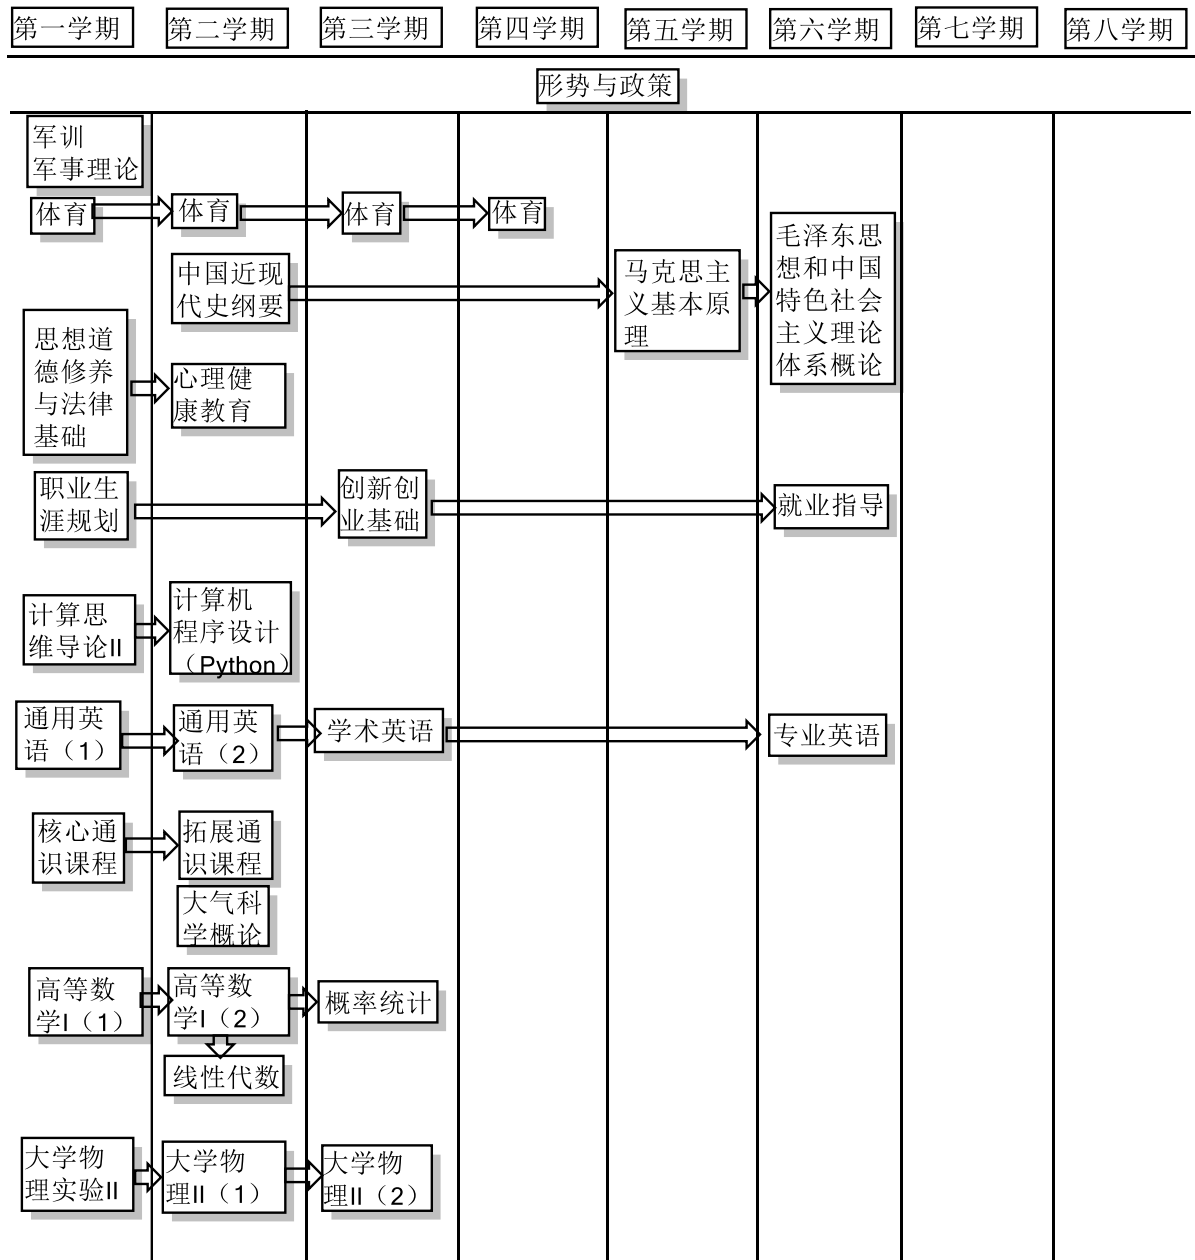 第一学期
第二学期
第三学期
第四学期
第五学期
第六学期
第七学期
第八学期
形势与政策
军训
军事理论
体育
体育
体育
体育
中国近现
代史纲要
马克思主
义基本原
理
毛泽东思
想和中国
特色社会
主义理论
体系概论
思想道
德修养
与法律
基础
心理健
康教育
职业生
涯规划
创新创
业基础
就业指导
计算思
维导论II
计算机
程序设计
（Python）
通用英
语（1）
通用英
语（2）
学术英语
专业英语
核心通
识课程
拓展通
识课程
大气科
学概论
高等数
学I（1）
高等数
学I（2）
概率统计
线性代数
大学物
理实验II
大学物
理II（1）
大学物
理II（2）